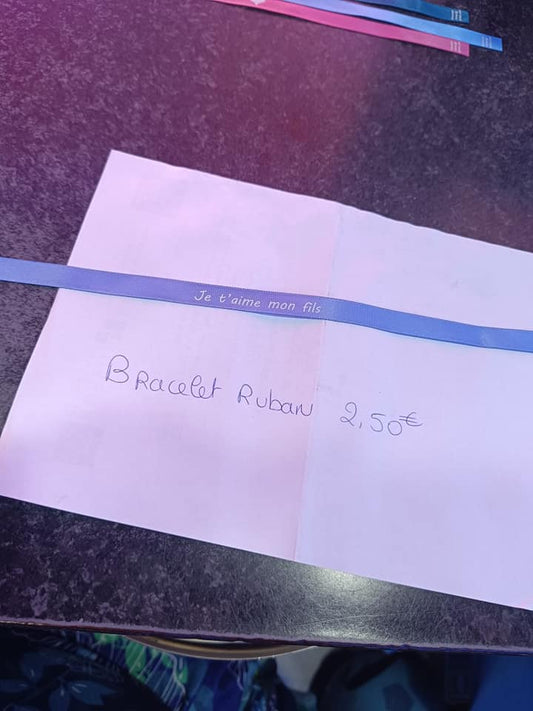 Je t'aime mon fils
Bracelet Ruban 2,50€